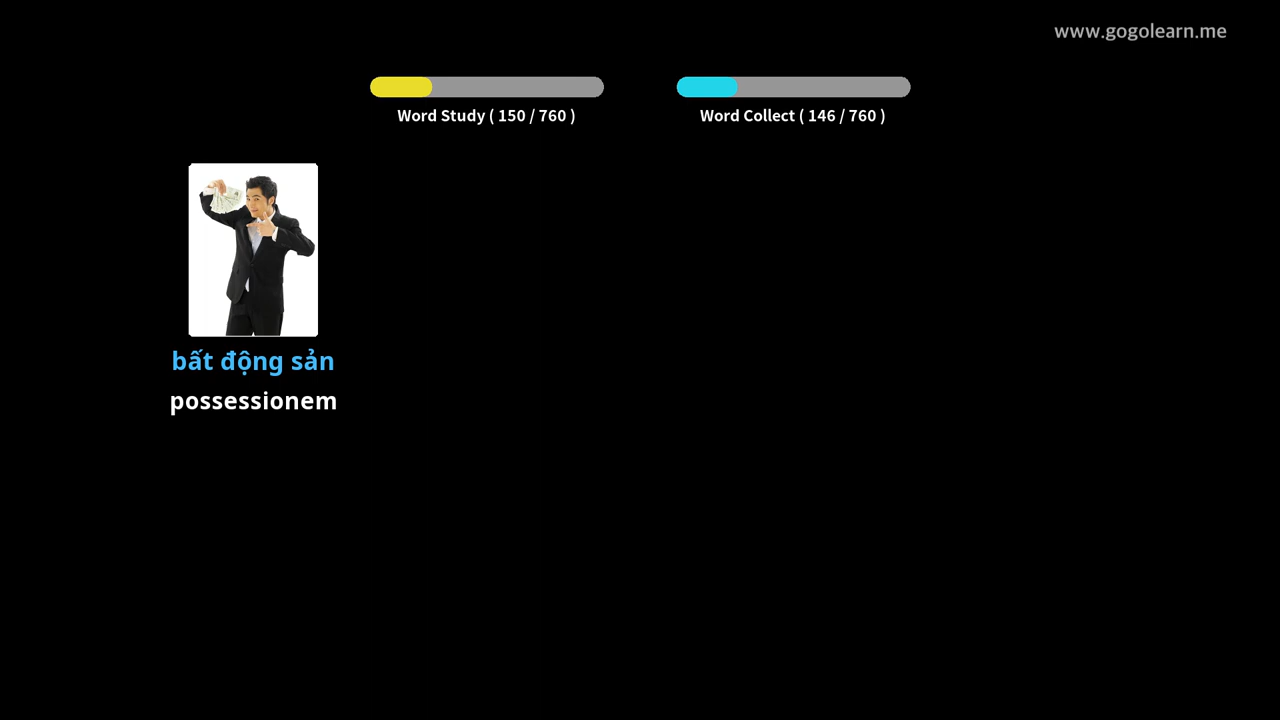 www.gogolearn.me
Word Study ( 150 / 760 )
Word Collect ( 146 / 760 )
bất động sản
possessionem